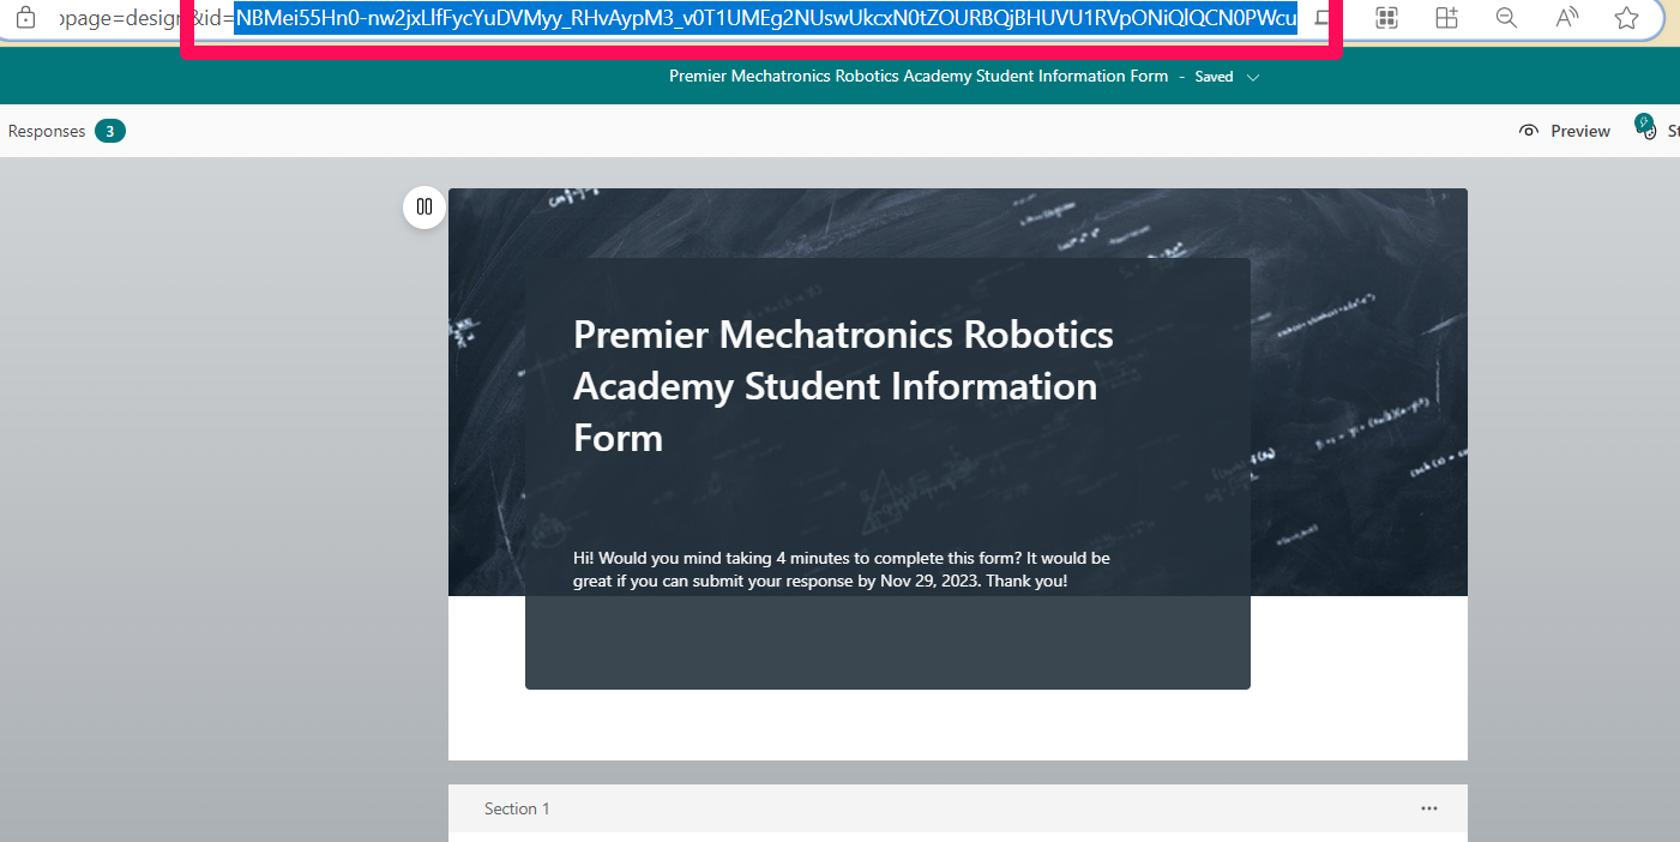 page=design&id=NBMei55Hn0-nw2jxLlfFycYuDVMyy_RHvAypM3_v0T1UMEg2NUswUkcxN0tZOURBQjBHUVU1RVpONiQlQCN0PWcu
Premier Mechatronics Robotics Academy Student Information Form - Saved
Responses 3
Preview
Premier Mechatronics Robotics
Academy Student Information
Form
Hi! Would you mind taking 4 minutes to complete this form? It would be
great if you can submit your response by Nov 29, 2023. Thank you!
Section 1